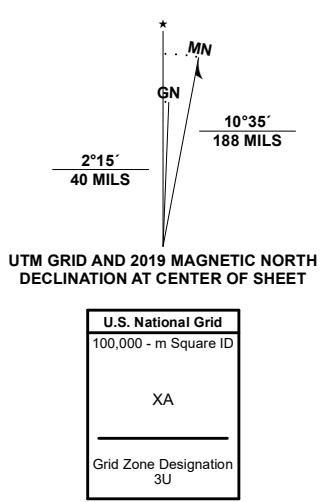 ★
MN
GN
10°35´
188 MILS
2°15´
40 MILS
UTM GRID AND 2019 MAGNETIC NORTH
DECLINATION AT CENTER OF SHEET
U.S. National Grid
100,000 - m Square ID
XA
Grid Zone Designation
3U